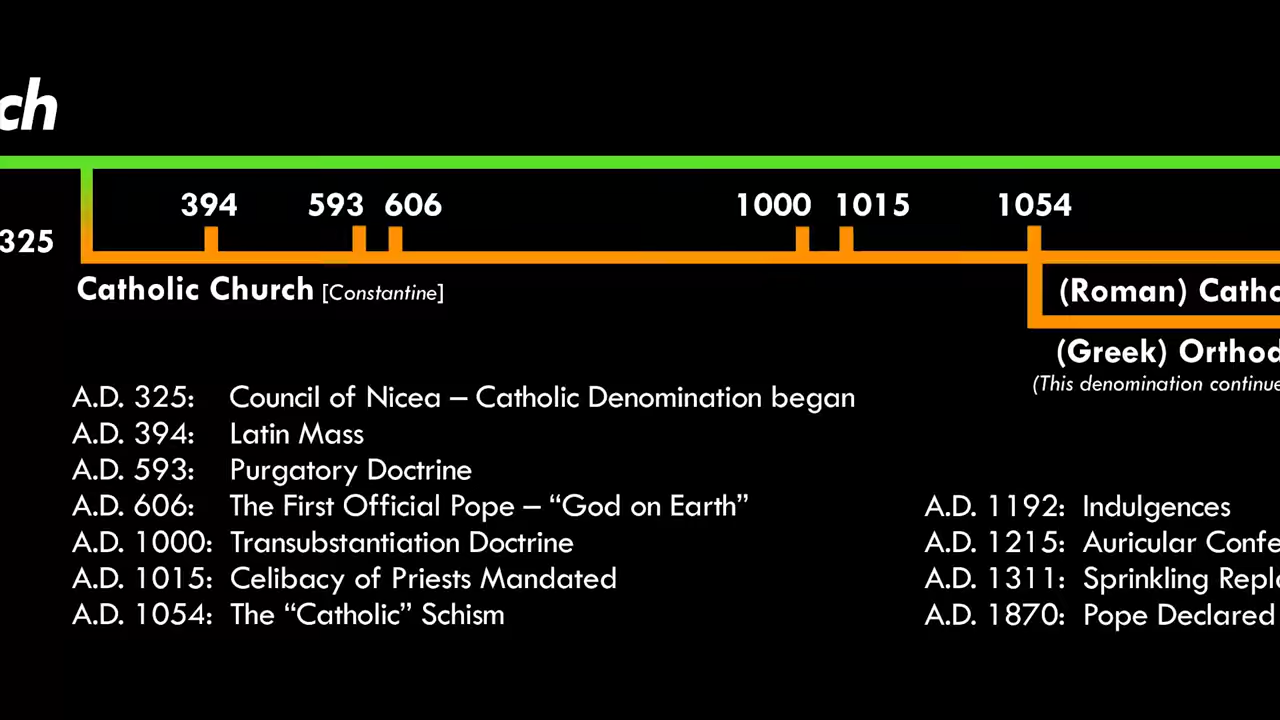 ch
394 593 606 1000 1015 1054
325
Catholic Church [Constantine]
(Roman) Catho
(Greek) Orthod
(This denomination continue
A.D. 325: Council of Nicea – Catholic Denomination began
A.D. 394: Latin Mass
A.D. 593: Purgatory Doctrine
A.D. 606: The First Official Pope – “God on Earth”
A.D. 1000: Transubstantiation Doctrine
A.D. 1015: Celibacy of Priests Mandated
A.D. 1054: The “Catholic” Schism
A.D. 1192: Indulgences
A.D. 1215: Auricular Confe
A.D. 1311: Sprinkling Repla
A.D. 1870: Pope Declared